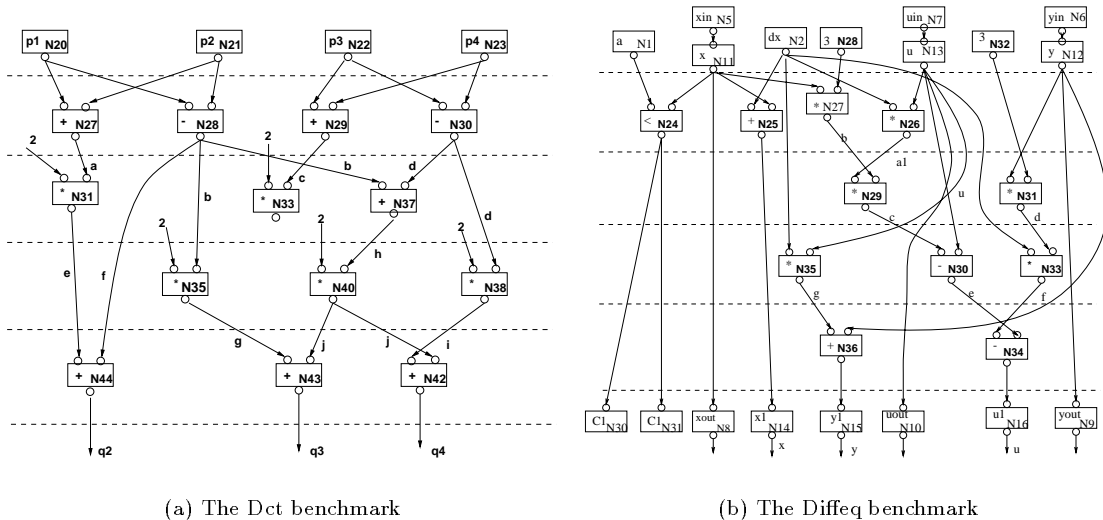 p1 N20
p2 N21
p3 N22
p4 N23
+ N27
- N28
+ N29
- N30
2
a
2
c
b
d
* N31
b
* N33
+ N37
d
e
f
2
2
h
2
* N35
* N40
* N38
g
j
j
i
+ N44
+ N43
+ N42
q2
q3
q4
(a) The Dct benchmark
xin N5
uin N7
yin N6
a N1
dx N2
3 N28
3 N32
x N11
u N13
y N12
* N27
< N24
+ N25
* N26
b
a1
* N29
u
* N31
c
d
* N35
- N30
* N33
g
e
f
+ N36
- N34
C1 N30
C1 N31
xout N8
x1 N14
y1 N15
uout N10
u1 N16
yout N9
x
y
u
(b) The Diffeq benchmark